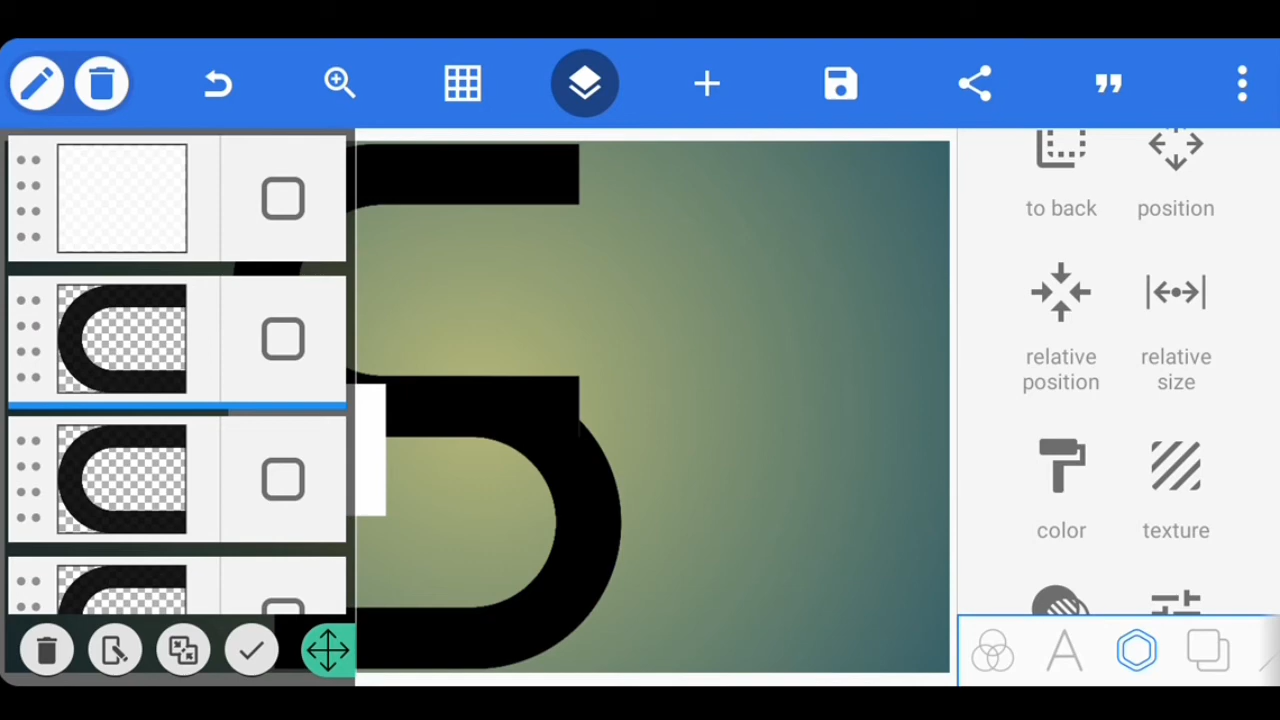 to back
position
relative
position
relative
size
color
texture